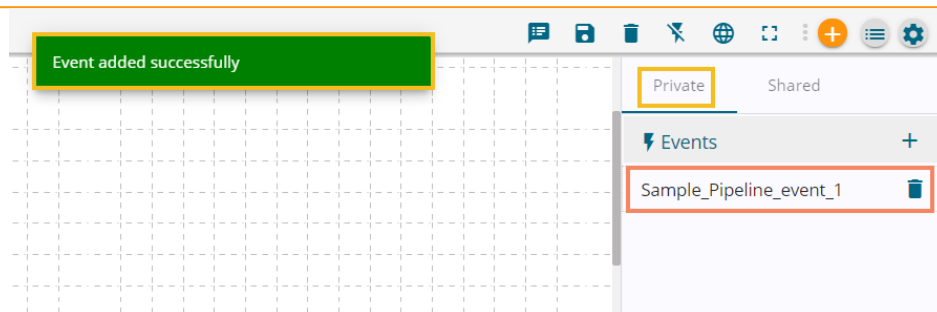 Event added successfully
Private Shared
Events
Sample_Pipeline_event_1